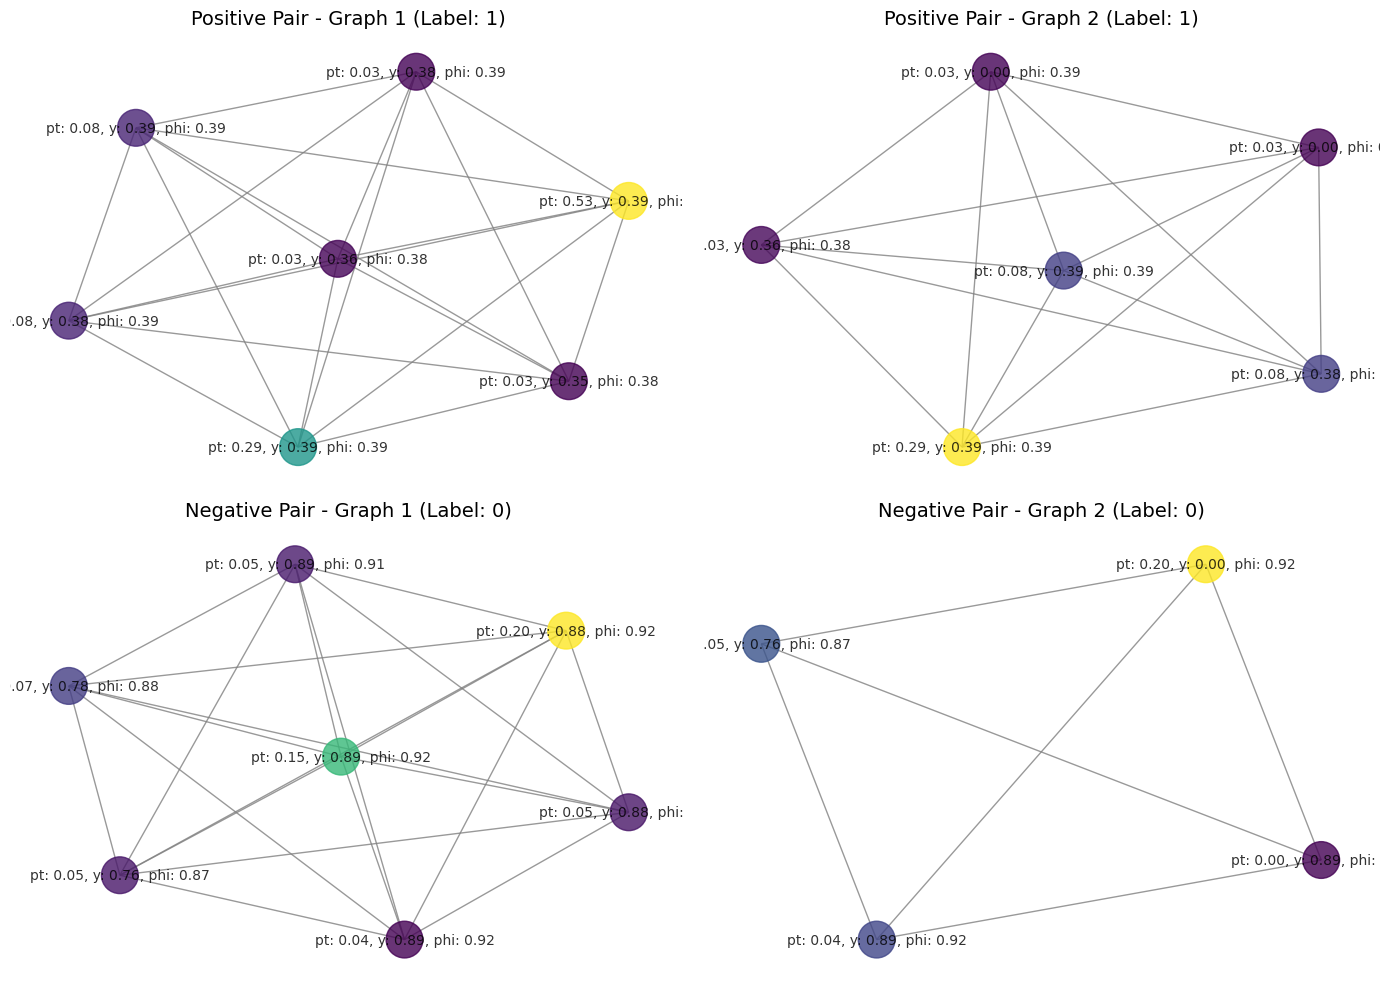 Positive Pair - Graph 1 (Label: 1)
pt: 0.03, y: 0.38, phi: 0.39
pt: 0.08, y: 0.39, phi: 0.39
pt: 0.53, y: 0.39, phi:
pt: 0.03, y: 0.36, phi: 0.38
.08, y: 0.38, phi: 0.39
pt: 0.03, y: 0.35, phi: 0.38
pt: 0.29, y: 0.39, phi: 0.39
Positive Pair - Graph 2 (Label: 1)
pt: 0.03, y: 0.00, phi: 0.39
pt: 0.03, y: 0.00, phi:
.03, y: 0.36, phi: 0.38
pt: 0.08, y: 0.39, phi: 0.39
pt: 0.08, y: 0.38, phi:
pt: 0.29, y: 0.39, phi: 0.39
Negative Pair - Graph 1 (Label: 0)
pt: 0.05, y: 0.89, phi: 0.91
pt: 0.20, y: 0.88, phi: 0.92
.07, y: 0.78, phi: 0.88
pt: 0.15, y: 0.89, phi: 0.92
pt: 0.05, y: 0.88, phi:
pt: 0.05, y: 0.76, phi: 0.87
pt: 0.04, y: 0.89, phi: 0.92
Negative Pair - Graph 2 (Label: 0)
pt: 0.20, y: 0.00, phi: 0.92
.05, y: 0.76, phi: 0.87
pt: 0.00, y: 0.89, phi:
pt: 0.04, y: 0.89, phi: 0.92